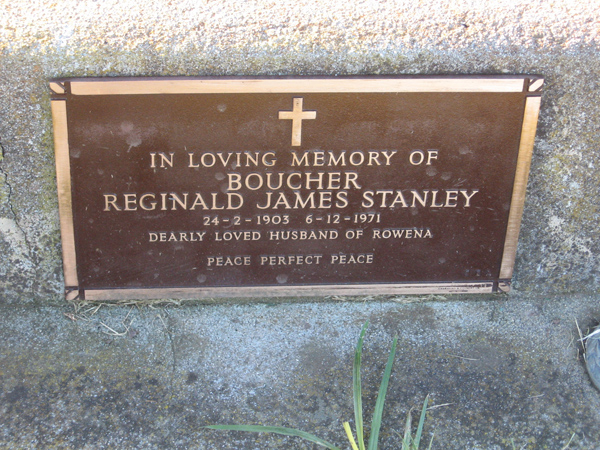 IN LOVING MEMORY OF
BOUCHER
REGINALD JAMES STANLEY
24-2-1903 6-12-1971
DEARLY LOVED HUSBAND OF ROWENA
PEACE PERFECT PEACE